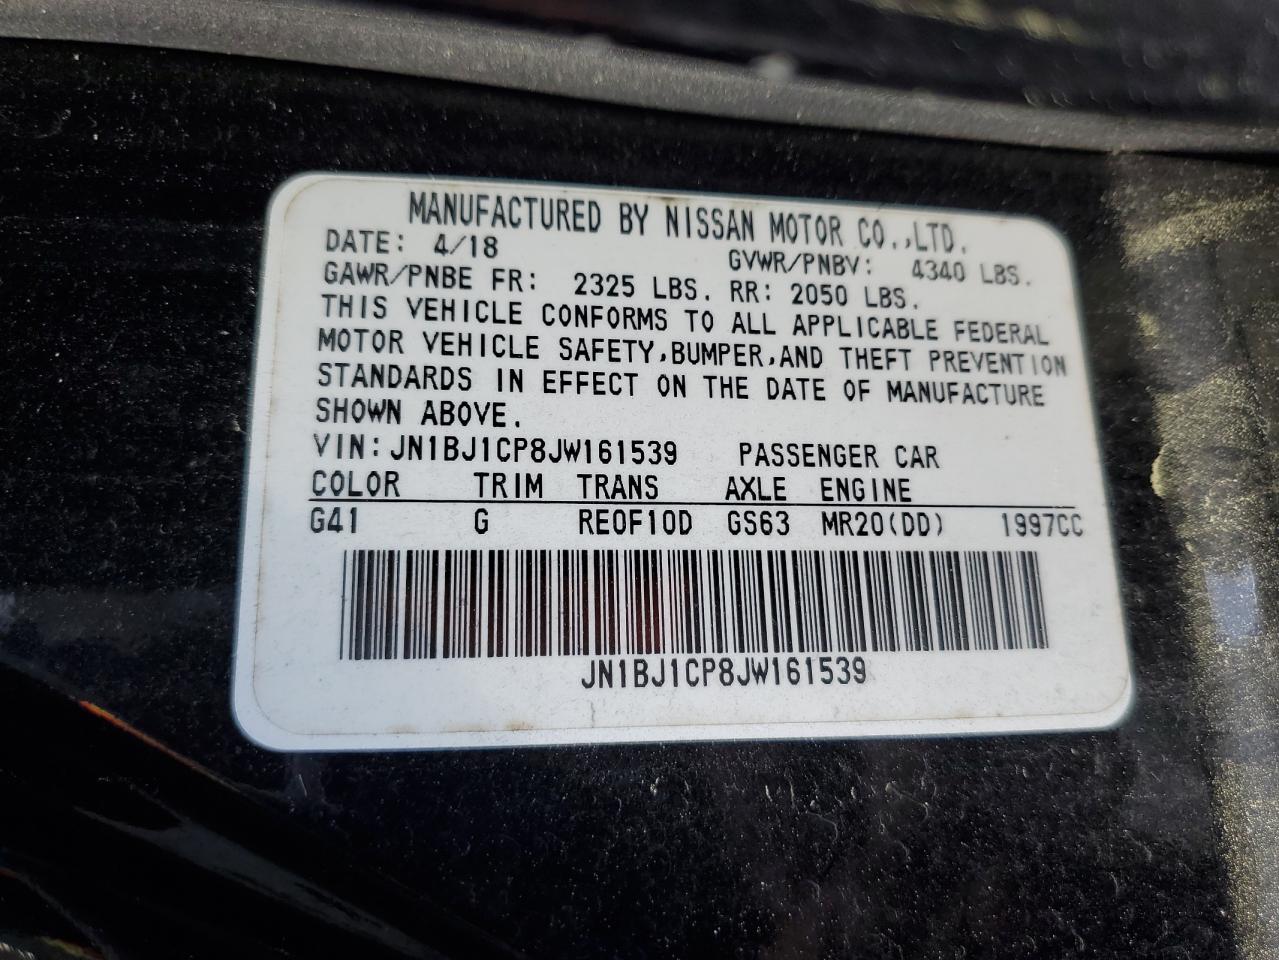 MANUFACTURED BY NISSAN MOTOR CO.,LTD.
DATE: 4/18 GVWR/PNBV: 4340 LBS.
GAWR/PNBE FR: 2325 LBS. RR: 2050 LBS.
THIS VEHICLE CONFORMS TO ALL APPLICABLE FEDERAL
MOTOR VEHICLE SAFETY,BUMPER,AND THEFT PREVENTION
STANDARDS IN EFFECT ON THE DATE OF MANUFACTURE
SHOWN ABOVE.
VIN:JN1BJ1CP8JW161539 PASSENGER CAR
COLOR TRIM TRANS AXLE ENGINE
G41 G RE0F10D GS63 MR20(DD) 1997CC
JN1BJ1CP8JW161539